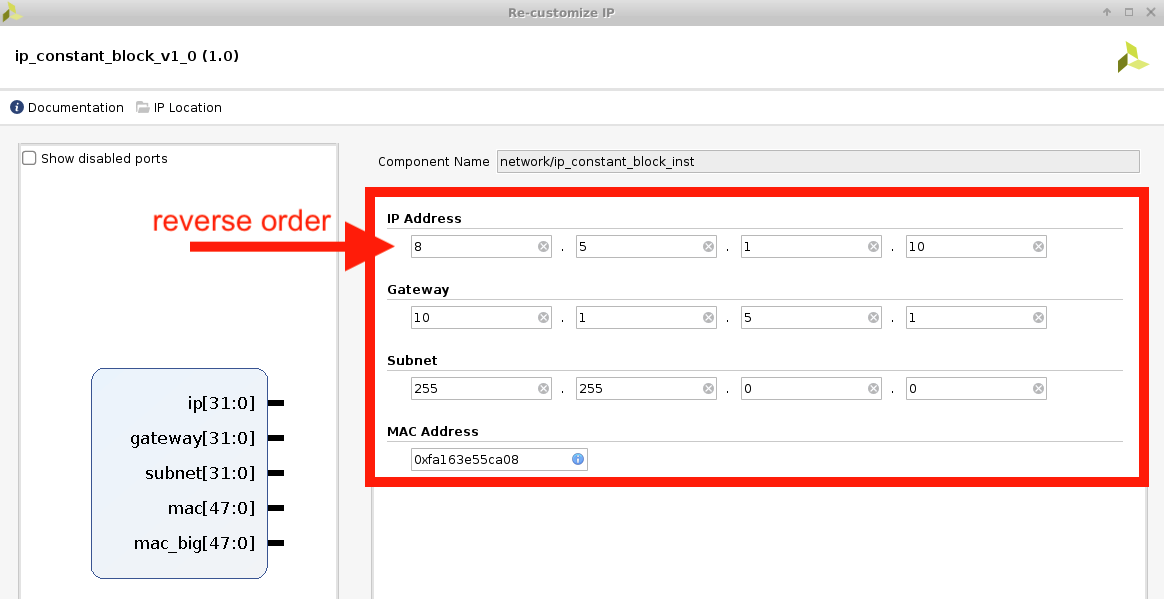 Re-customize IP
ip_constant_block_v1_0 (1.0)
Documentation IP Location
Show disabled ports
Component Name network/ip_constant_block_inst
reverse order
IP Address
8 . 5 . 1 . 10
Gateway
10 . 1 . 5 . 1
Subnet
255 . 255 . 0 . 0
MAC Address
0xfa163e55ca08
ip[31:0]
gateway[31:0]
subnet[31:0]
mac[47:0]
mac_big[47:0]